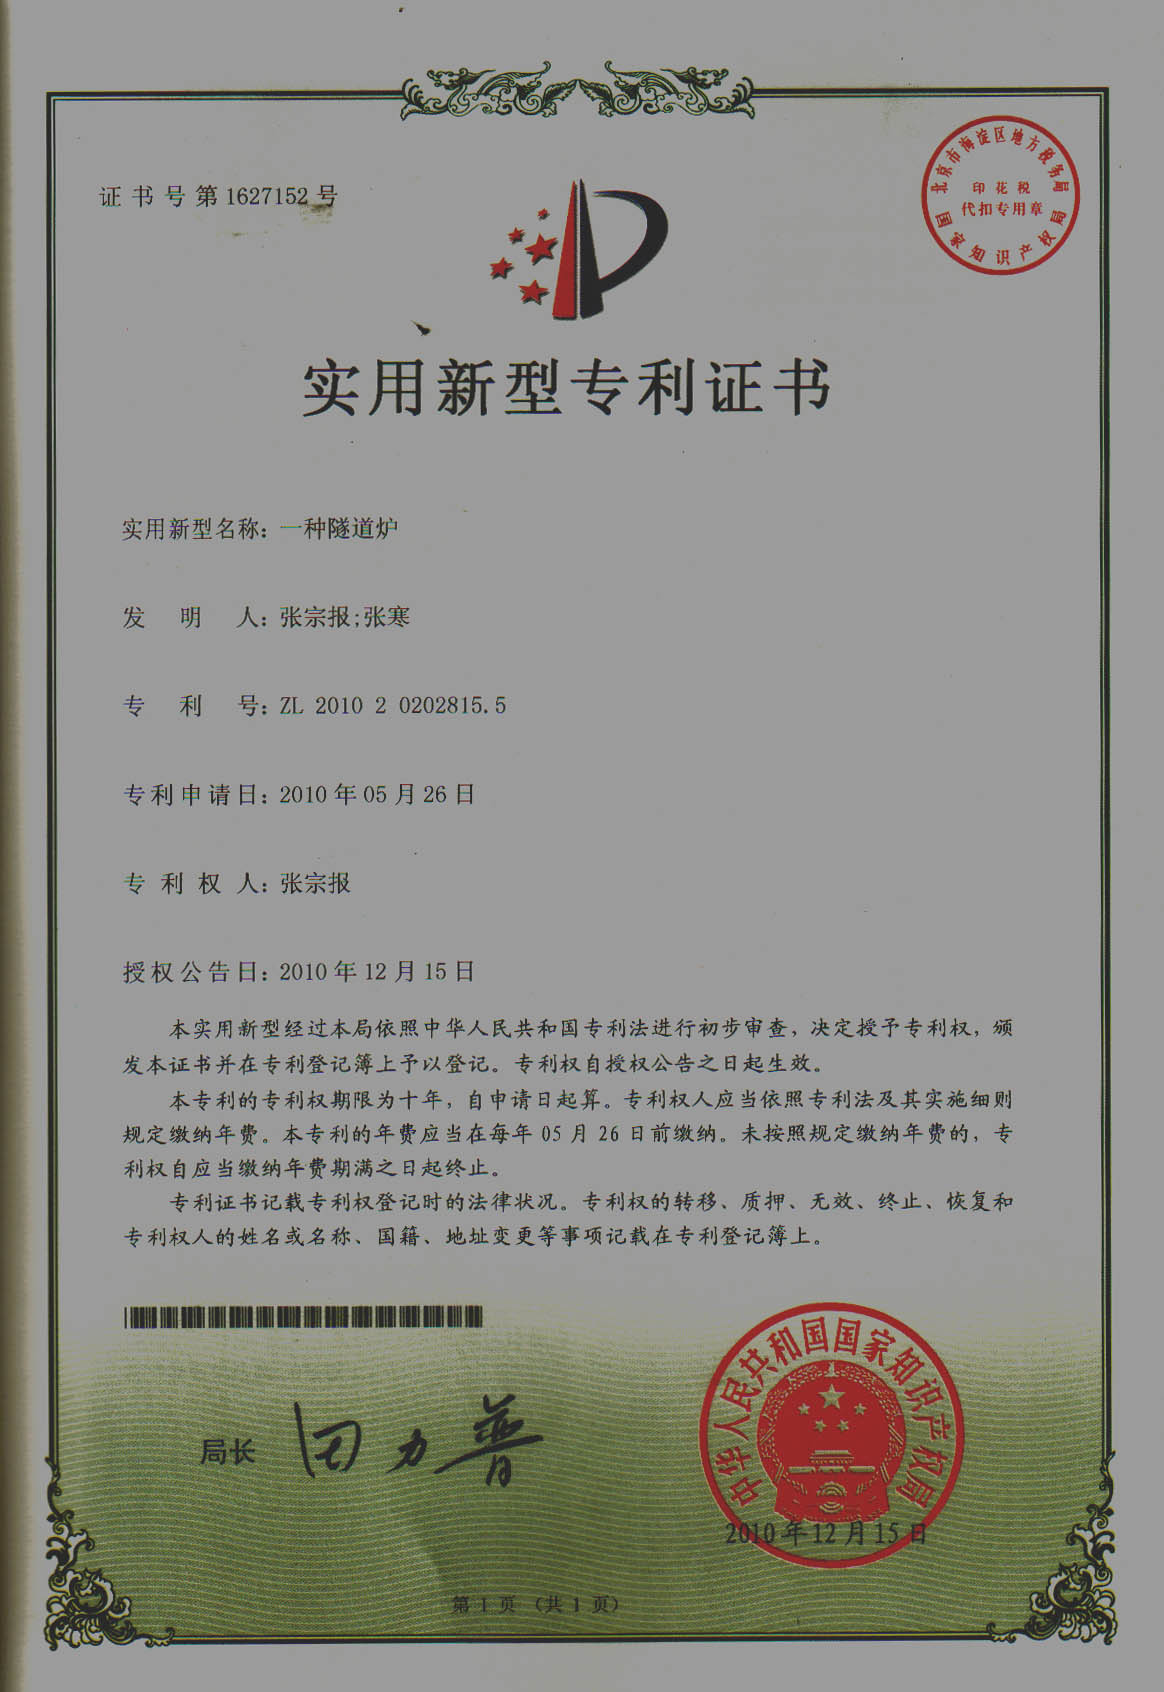 证书号第1627152号
北京市海淀区地方税务局
印花税
代扣专用章
国家知识产权局
实用新型专利证书
实用新型名称：一种隧道炉
发明人：张宗报;张寒
专利号：ZL 2010 2 0202815.5
专利申请日：2010年05月26日
专利权人：张宗报
授权公告日：2010年12月15日
本实用新型经过本局依照中华人民共和国专利法进行初步审查，决定授予专利权，颁
发本证书并在专利登记簿上予以登记。专利权自授权公告之日起生效。
本专利的专利权期限为十年，自申请日起算。专利权人应当依照专利法及其实施细则
规定缴纳年费。本专利的年费应当在每年05月26日前缴纳。未按照规定缴纳年费的，专
利权自应当缴纳年费期满之日起终止。
专利证书记载专利权登记时的法律状况。专利权的转移、质押、无效、终止、恢复和
专利权人的姓名或名称、国籍、地址变更等事项记载在专利登记簿上。
局长 田力普
中华人民共和国国家知识产权局
2010年12月15日
第1页（共1页）